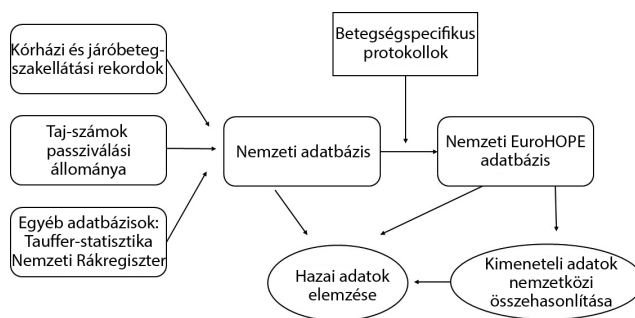 Kórházi és járóbeteg-
szakellátási rekordok
Betegségspecifikus
protokollok
Taj-számok
passziválási
állománya
Nemzeti adatbázis
Nemzeti EuroHOPE
adatbázis
Egyéb adatbázisok:
Tauffer-statisztika
Nemzeti Rákregiszter
Hazai adatok
elemzése
Kimeneteli adatok
nemzetközi
összehasonlítása